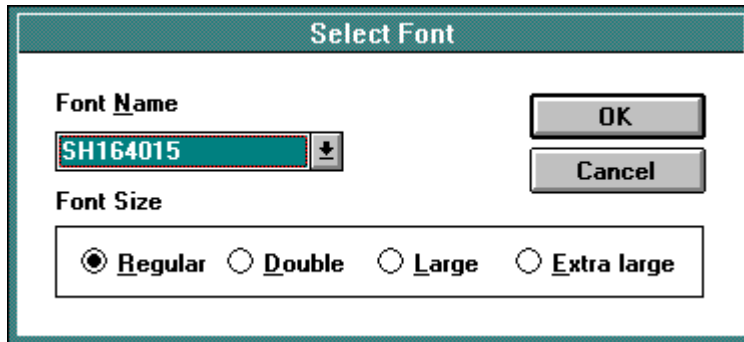 Select Font
Font Name
OK
SH164015
Cancel
Font Size
Regular Double Large Extra large